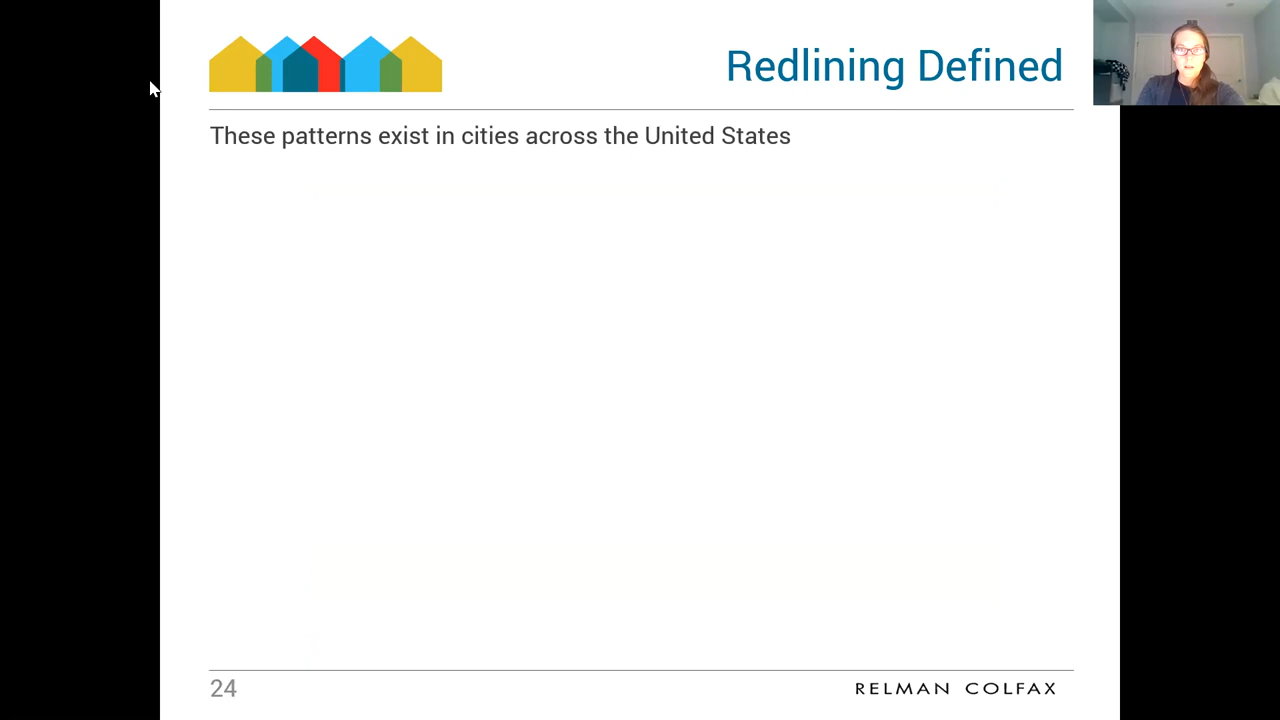 Redlining Defined
These patterns exist in cities across the United States
24
RELMAN COLFAX